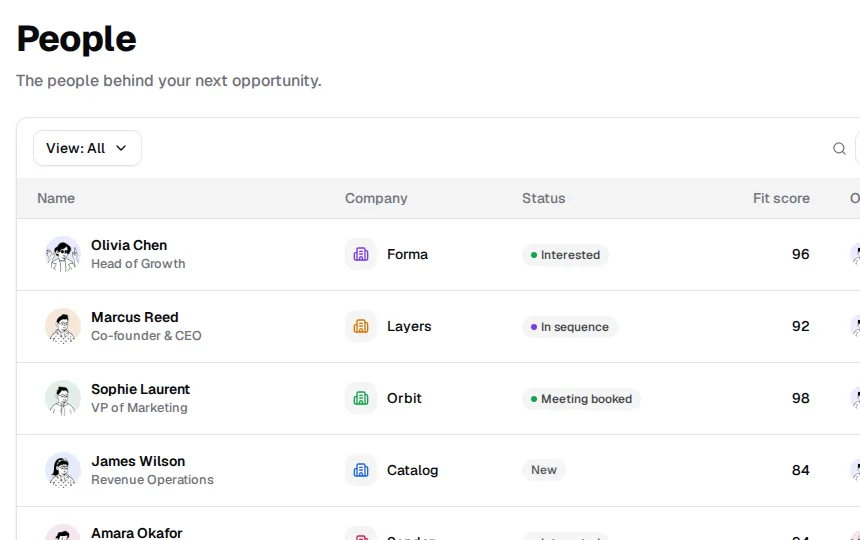 People
The people behind your next opportunity.
View: All
Name Company Status Fit score
Olivia Chen
Head of Growth
Forma Interested 96
Marcus Reed
Co-founder & CEO
Layers In sequence 92
Sophie Laurent
VP of Marketing
Orbit Meeting booked 98
James Wilson
Revenue Operations
Catalog New 84
Amara Okafor